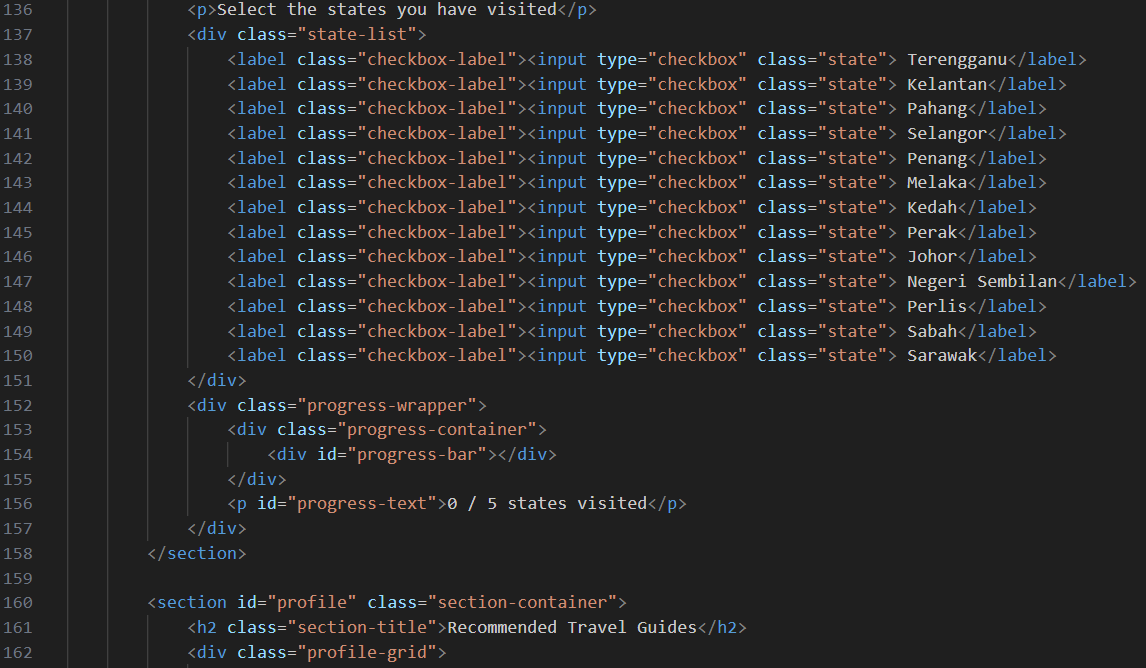 136 <p>Select the states you have visited</p>
137 <div class="state-list">
138 <label class="checkbox-label"><input type="checkbox" class="state"> Terengganu</label>
139 <label class="checkbox-label"><input type="checkbox" class="state"> Kelantan</label>
140 <label class="checkbox-label"><input type="checkbox" class="state"> Pahang</label>
141 <label class="checkbox-label"><input type="checkbox" class="state"> Selangor</label>
142 <label class="checkbox-label"><input type="checkbox" class="state"> Penang</label>
143 <label class="checkbox-label"><input type="checkbox" class="state"> Melaka</label>
144 <label class="checkbox-label"><input type="checkbox" class="state"> Kedah</label>
145 <label class="checkbox-label"><input type="checkbox" class="state"> Perak</label>
146 <label class="checkbox-label"><input type="checkbox" class="state"> Johor</label>
147 <label class="checkbox-label"><input type="checkbox" class="state"> Negeri Sembilan</label>
148 <label class="checkbox-label"><input type="checkbox" class="state"> Perlis</label>
149 <label class="checkbox-label"><input type="checkbox" class="state"> Sabah</label>
150 <label class="checkbox-label"><input type="checkbox" class="state"> Sarawak</label>
151 </div>
152 <div class="progress-wrapper">
153 <div class="progress-container">
154 <div id="progress-bar"></div>
155 </div>
156 <p id="progress-text">0 / 5 states visited</p>
157 </div>
158 </section>
159
160 <section id="profile" class="section-container">
161 <h2 class="section-title">Recommended Travel Guides</h2>
162 <div class="profile-grid">